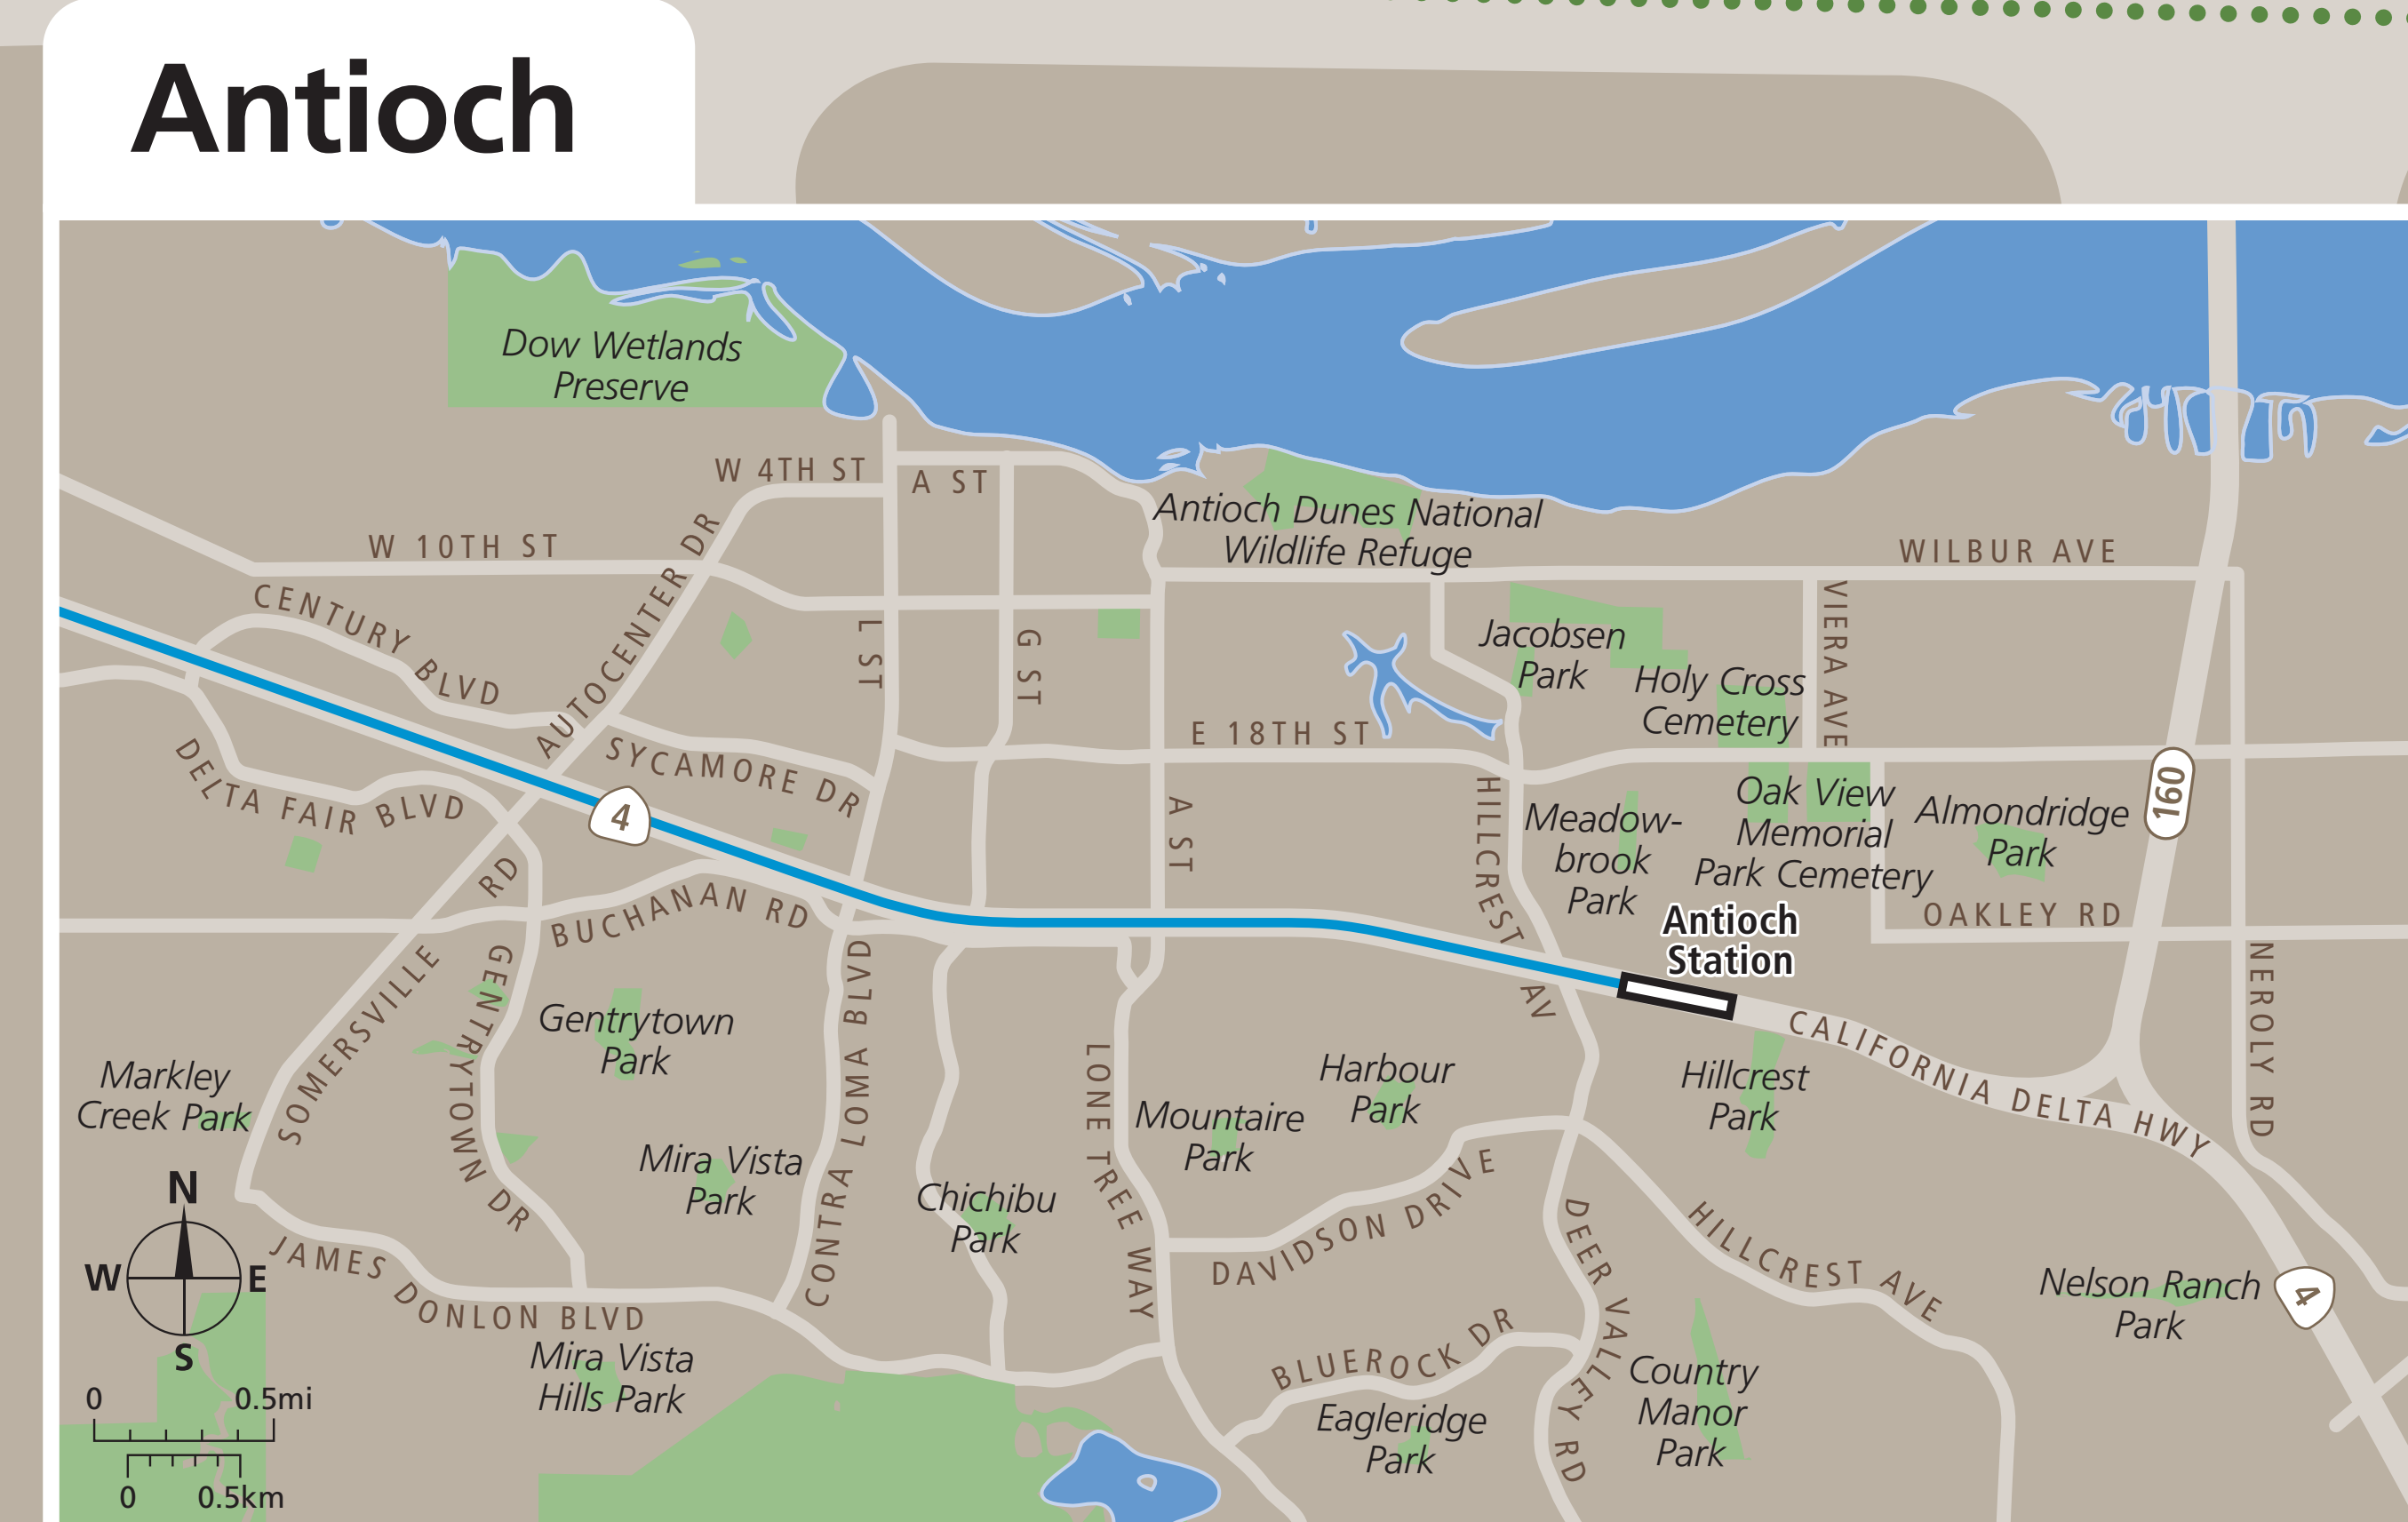 Antioch
Dow Wetlands
Preserve
W 4TH ST
A ST
W 10TH ST
AUTOCENTER DR
CENTURY BLVD
L ST
G ST
Antioch Dunes National
Wildlife Refuge
WILBUR AVE
VIERA AVE
Jacobsen
Park
Holy Cross
Cemetery
E 18TH ST
SYCAMORE DR
DELTA FAIR BLVD
4
A ST
HILLCREST AV
Meadow-
brook
Park
Oak View
Memorial
Park Cemetery
Almondridge
Park
160
OAKLEY RD
Antioch
Station
SOMERSVILLE RD
BUCHANAN RD
GENTRYTOWN DR
Gentrytown
Park
CONTRA LOMA BLVD
LONE TREE WAY
CALIFORNIA DELTA HWY
NEROLY RD
Markley
Creek Park
Mira Vista
Park
Chichibu
Park
Mountaire
Park
Harbour
Park
Hillcrest
Park
DAVIDSON DRIVE
DEER VALLEY RD
HILLCREST AVE
Nelson Ranch
Park
4
N
W
E
S
JAMES DONLON BLVD
Mira Vista
Hills Park
BLUEROCK DR
Eagleridge
Park
Country
Manor
Park
0 0.5mi
0 0.5km